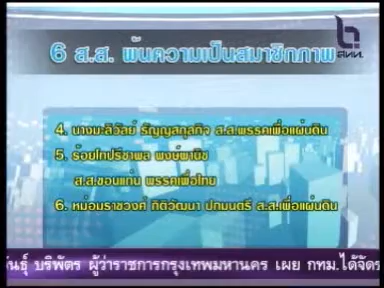 6 ส.ส. พ้นความเป็นสมาชิกภาพ
สทท.
4. นางมะลิวัลย์ ธัญญสกุลกิจ ส.ส.พรรคเพื่อแผ่นดิน
5. ร้อยโทปรีชาพล พงษ์พานิช
ส.ส.ขอนแก่น พรรคเพื่อไทย
6. หม่อมราชวงศ์ กิติวัฒนา ปกมนตรี ส.ส.เพื่อแผ่นดิน
พันธุ์ บริพัตร ผู้ว่าราชการกรุงเทพมหานคร เผย กทม.ได้จัดร